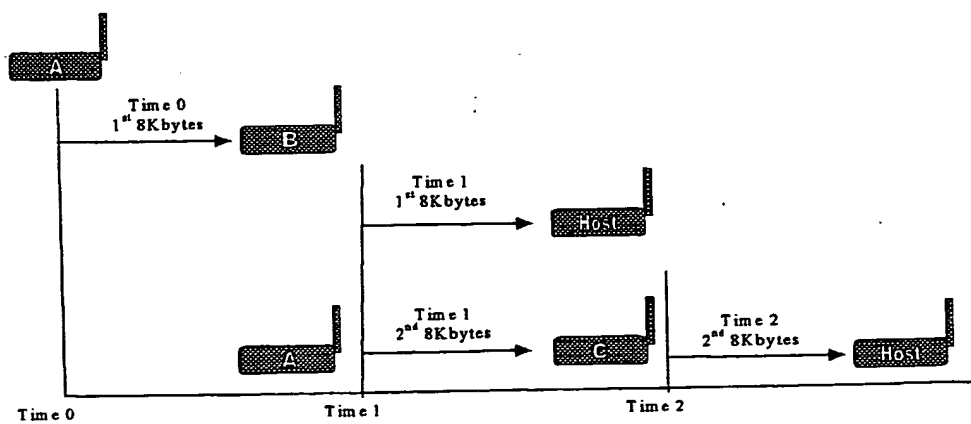 A
Time 0
1st 8Kbytes
B
Time 1
1st 8Kbytes
Host
A
Time 1
2nd 8Kbytes
C
Time 2
2nd 8Kbytes
Host
Time 0
Time 1
Time 2